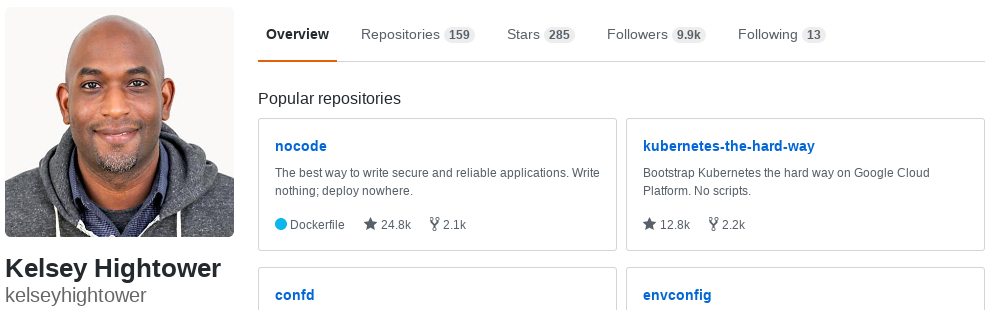 Overview Repositories 159 Stars 285 Followers 9.9k Following 13
Popular repositories
nocode
The best way to write secure and reliable applications. Write
nothing; deploy nowhere.
Dockerfile 24.8k 2.1k
kubernetes-the-hard-way
Bootstrap Kubernetes the hard way on Google Cloud
Platform. No scripts.
12.8k 2.2k
confd
envconfig
Kelsey Hightower
kelseyhightower